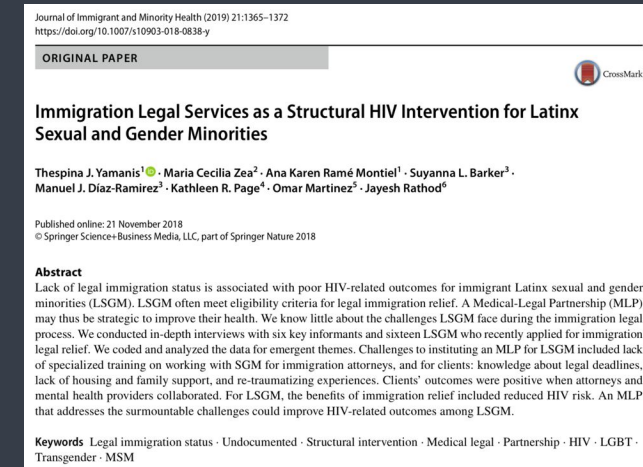 Journal of Immigrant and Minority Health (2019) 21:1365–1372
https://doi.org/10.1007/s10903-018-0838-y
ORIGINAL PAPER
CrossMark
Immigration Legal Services as a Structural HIV Intervention for Latinx
Sexual and Gender Minorities
Thespina J. Yamanis1 · Maria Cecilia Zea2 · Ana Karen Ramé Montiel1 · Suyanna L. Barker3 ·
Manuel J. Díaz-Ramirez3 · Kathleen R. Page4 · Omar Martinez5 · Jayesh Rathod6
Published online: 21 November 2018
© Springer Science+Business Media, LLC, part of Springer Nature 2018
Abstract
Lack of legal immigration status is associated with poor HIV-related outcomes for immigrant Latinx sexual and gender
minorities (LSGM). LSGM often meet eligibility criteria for legal immigration relief. A Medical-Legal Partnership (MLP)
may thus be strategic to improve their health. We know little about the challenges LSGM face during the immigration legal
process. We conducted in-depth interviews with six key informants and sixteen LSGM who recently applied for immigration
legal relief. We coded and analyzed the data for emergent themes. Challenges to instituting an MLP for LSGM included lack
of specialized training on working with SGM for immigration attorneys, and for clients: knowledge about legal deadlines,
lack of housing and family support, and re-traumatizing experiences. Clients' outcomes were positive when attorneys and
mental health providers collaborated. For LSGM, the benefits of immigration relief included reduced HIV risk. An MLP
that addresses the surmountable challenges could improve HIV-related outcomes among LSGM.
Keywords Legal immigration status · Undocumented · Structural intervention · Medical legal · Partnership · HIV · LGBT ·
Transgender · MSM